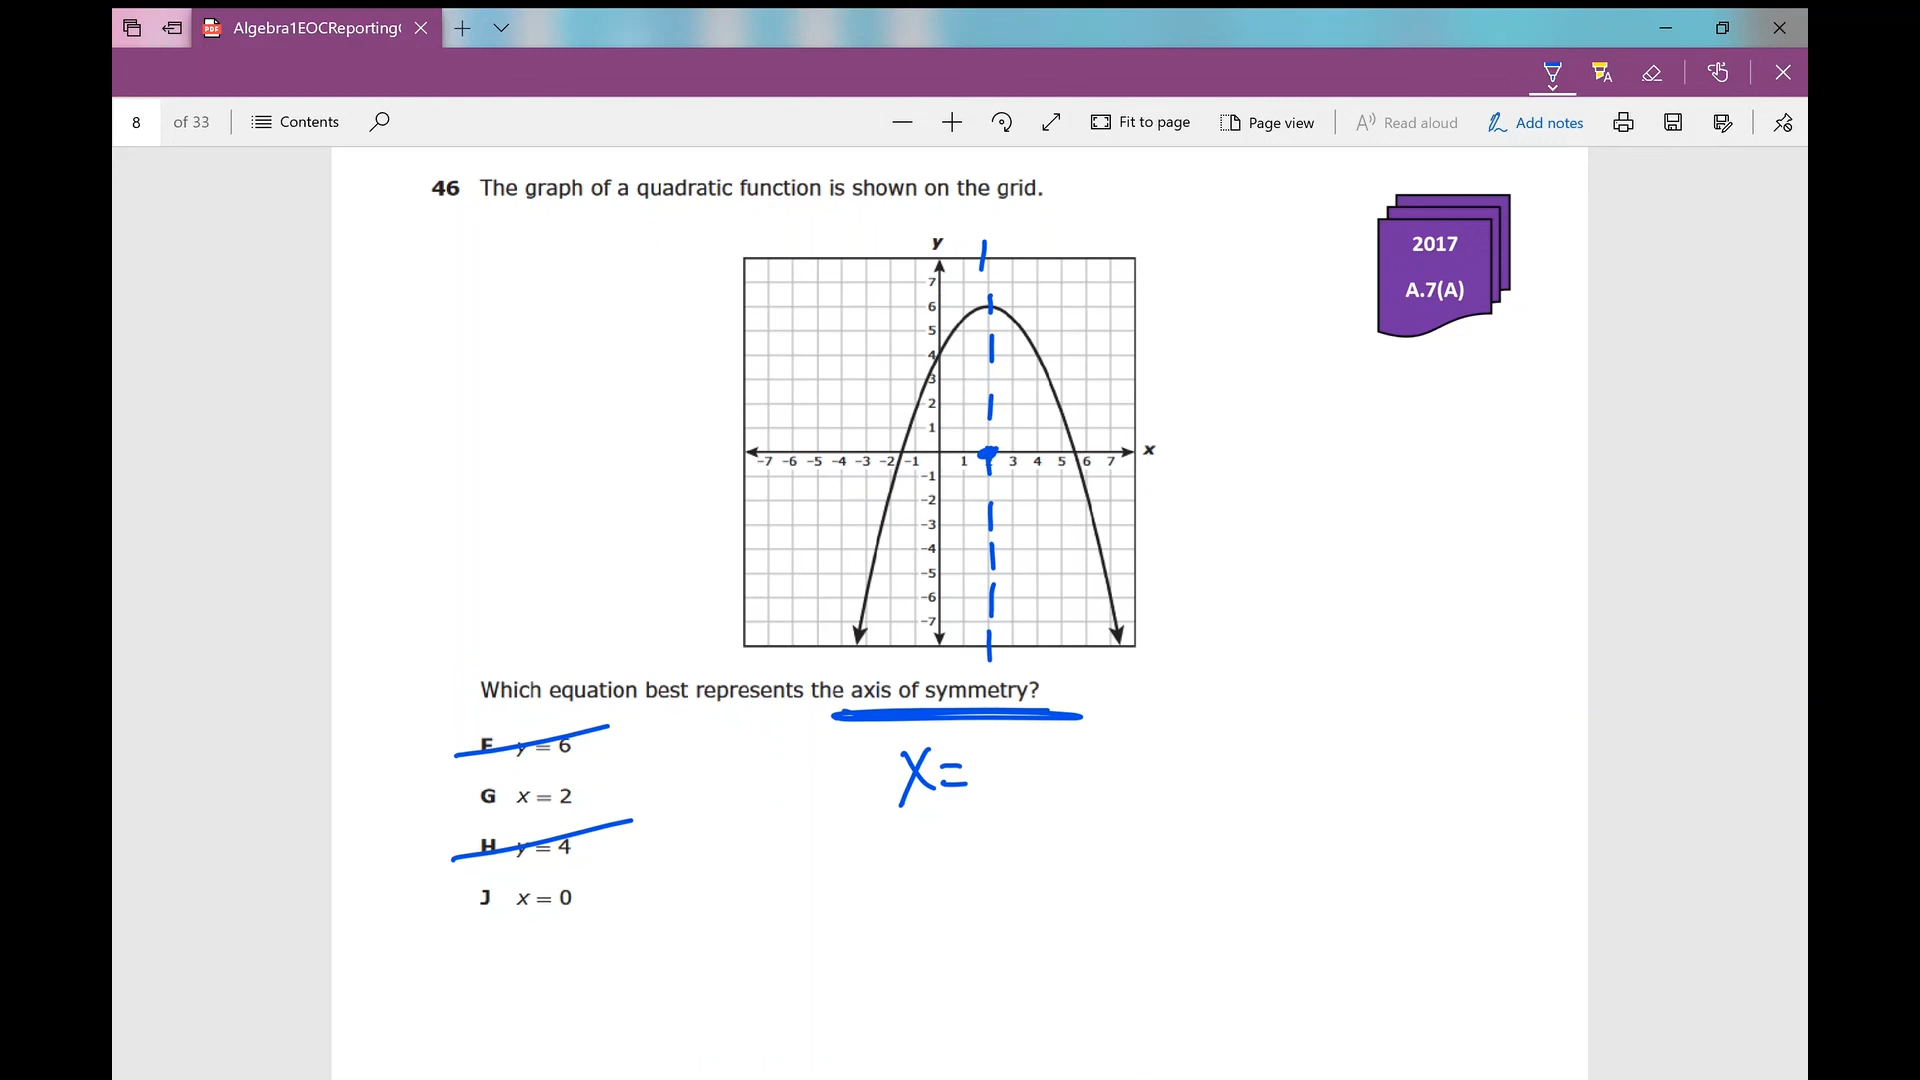 Algebra1EOCReporting(
8 of 33 Contents Fit to page Page view Read aloud Add notes
46 The graph of a quadratic function is shown on the grid.
2017
A.7(A)
y
7
6
5
4
3
2
1
x
-7 -6 -5 -4 -3 -2 -1 1 3 4 5 6 7
-1
-2
-3
-4
-5
-6
-7
Which equation best represents the axis of symmetry?
F y = 6
x=
G x = 2
H y = 4
J x = 0